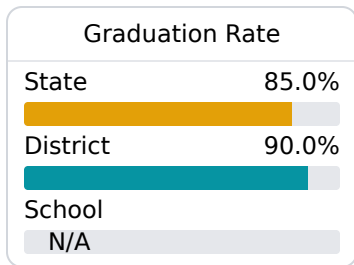 Graduation Rate
State 85.0%
District 90.0%
School
N/A